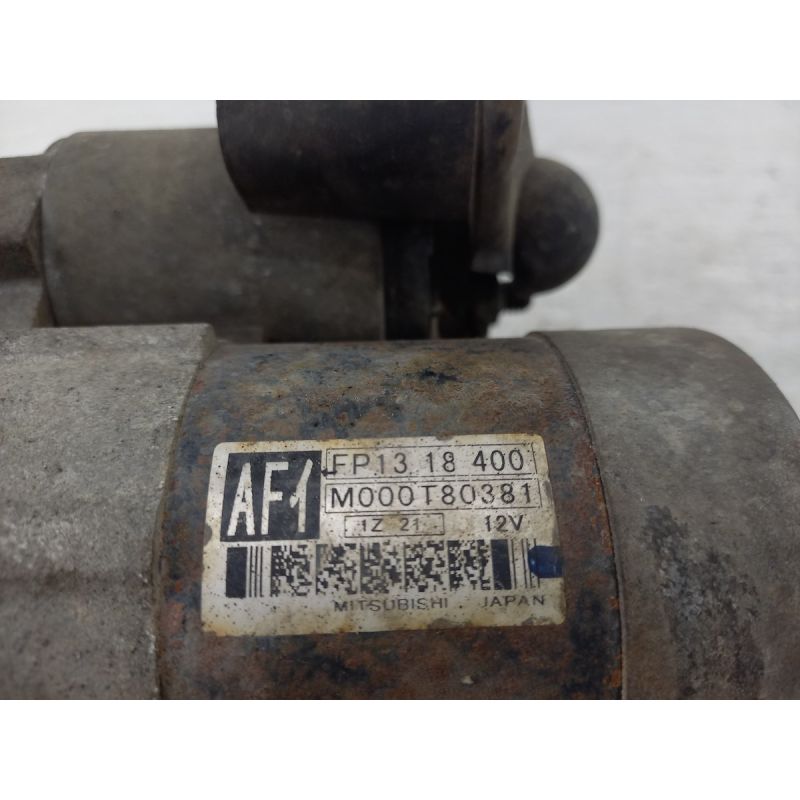 AF1
FP13 18 400
M000T80381
1Z 21 12V
MITSUBISHI JAPAN